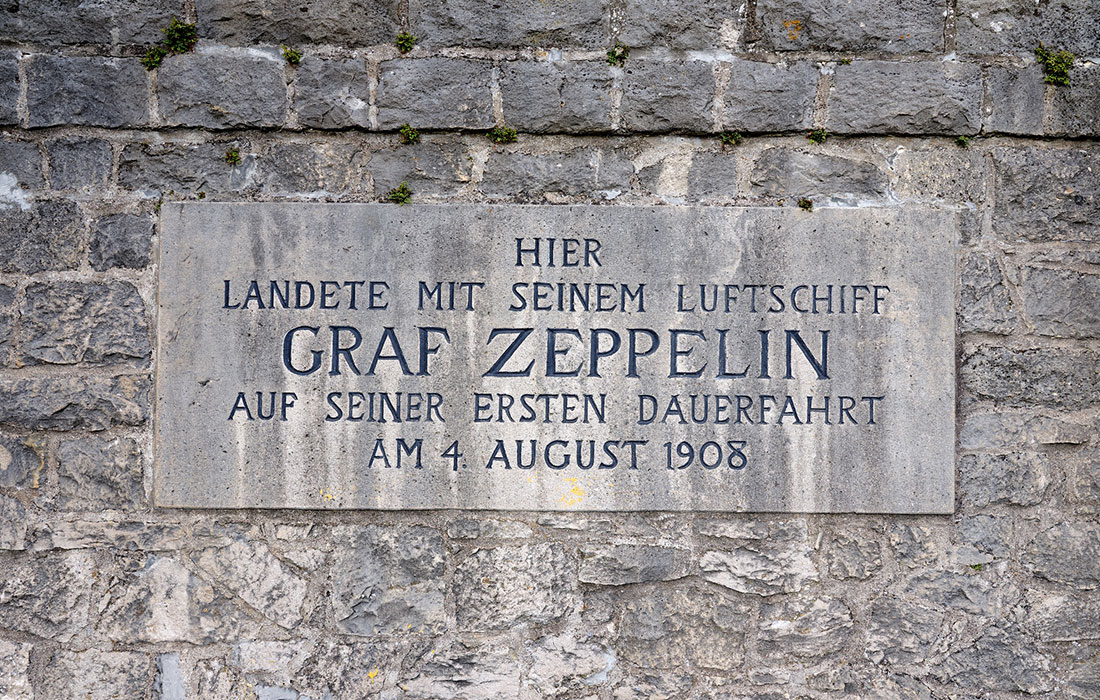 HIER
LANDETE MIT SEINEM LUFTSCHIFF
GRAF ZEPPELIN
AUF SEINER ERSTEN DAUERFAHRT
AM 4. AUGUST 1908